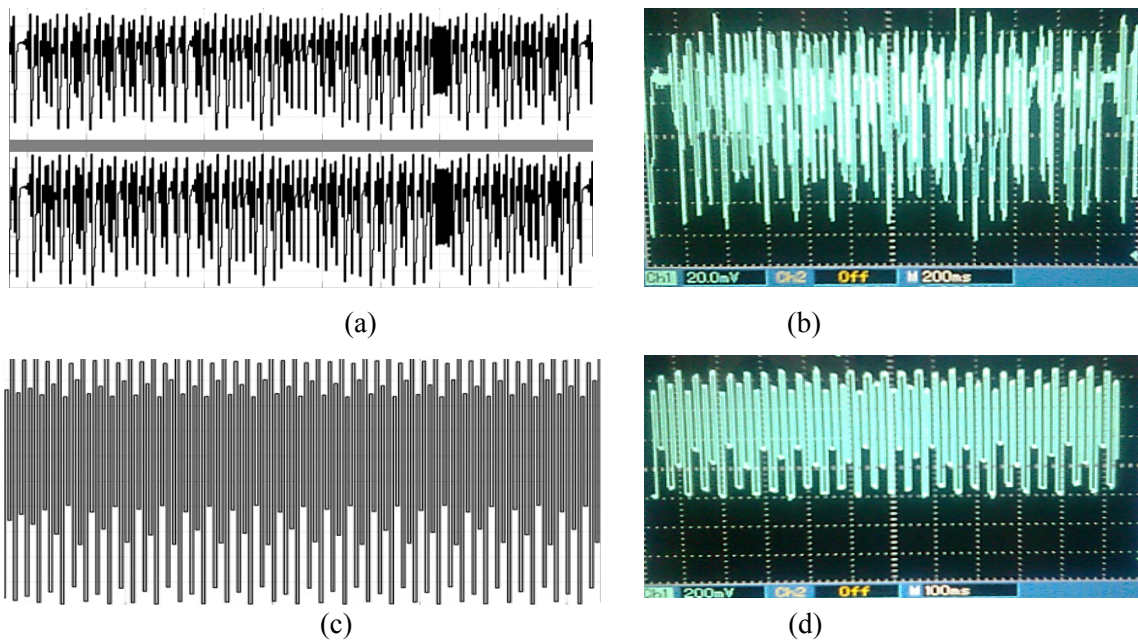 (a)
(b)
Ch1 20.0mV Ch2 Off M 200ms
(c)
(d)
Ch1 200mV Ch2 Off M 100ms